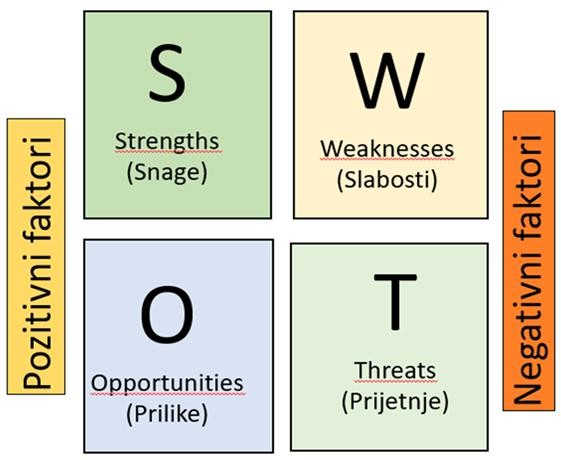 Pozitivni faktori
S
Strengths
(Snage)
W
Weaknesses
(Slabosti)
O
Opportunities
(Prilike)
T
Threats
(Prijetnje)
Negativni faktori